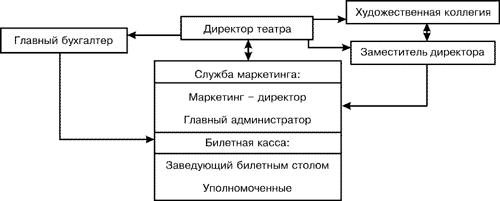 Художественная коллегия
Директор театра
Главный бухгалтер
Заместитель директора
Служба маркетинга:
Маркетинг – директор
Главный администратор
Билетная касса:
Заведующий билетным столом
Уполномоченные